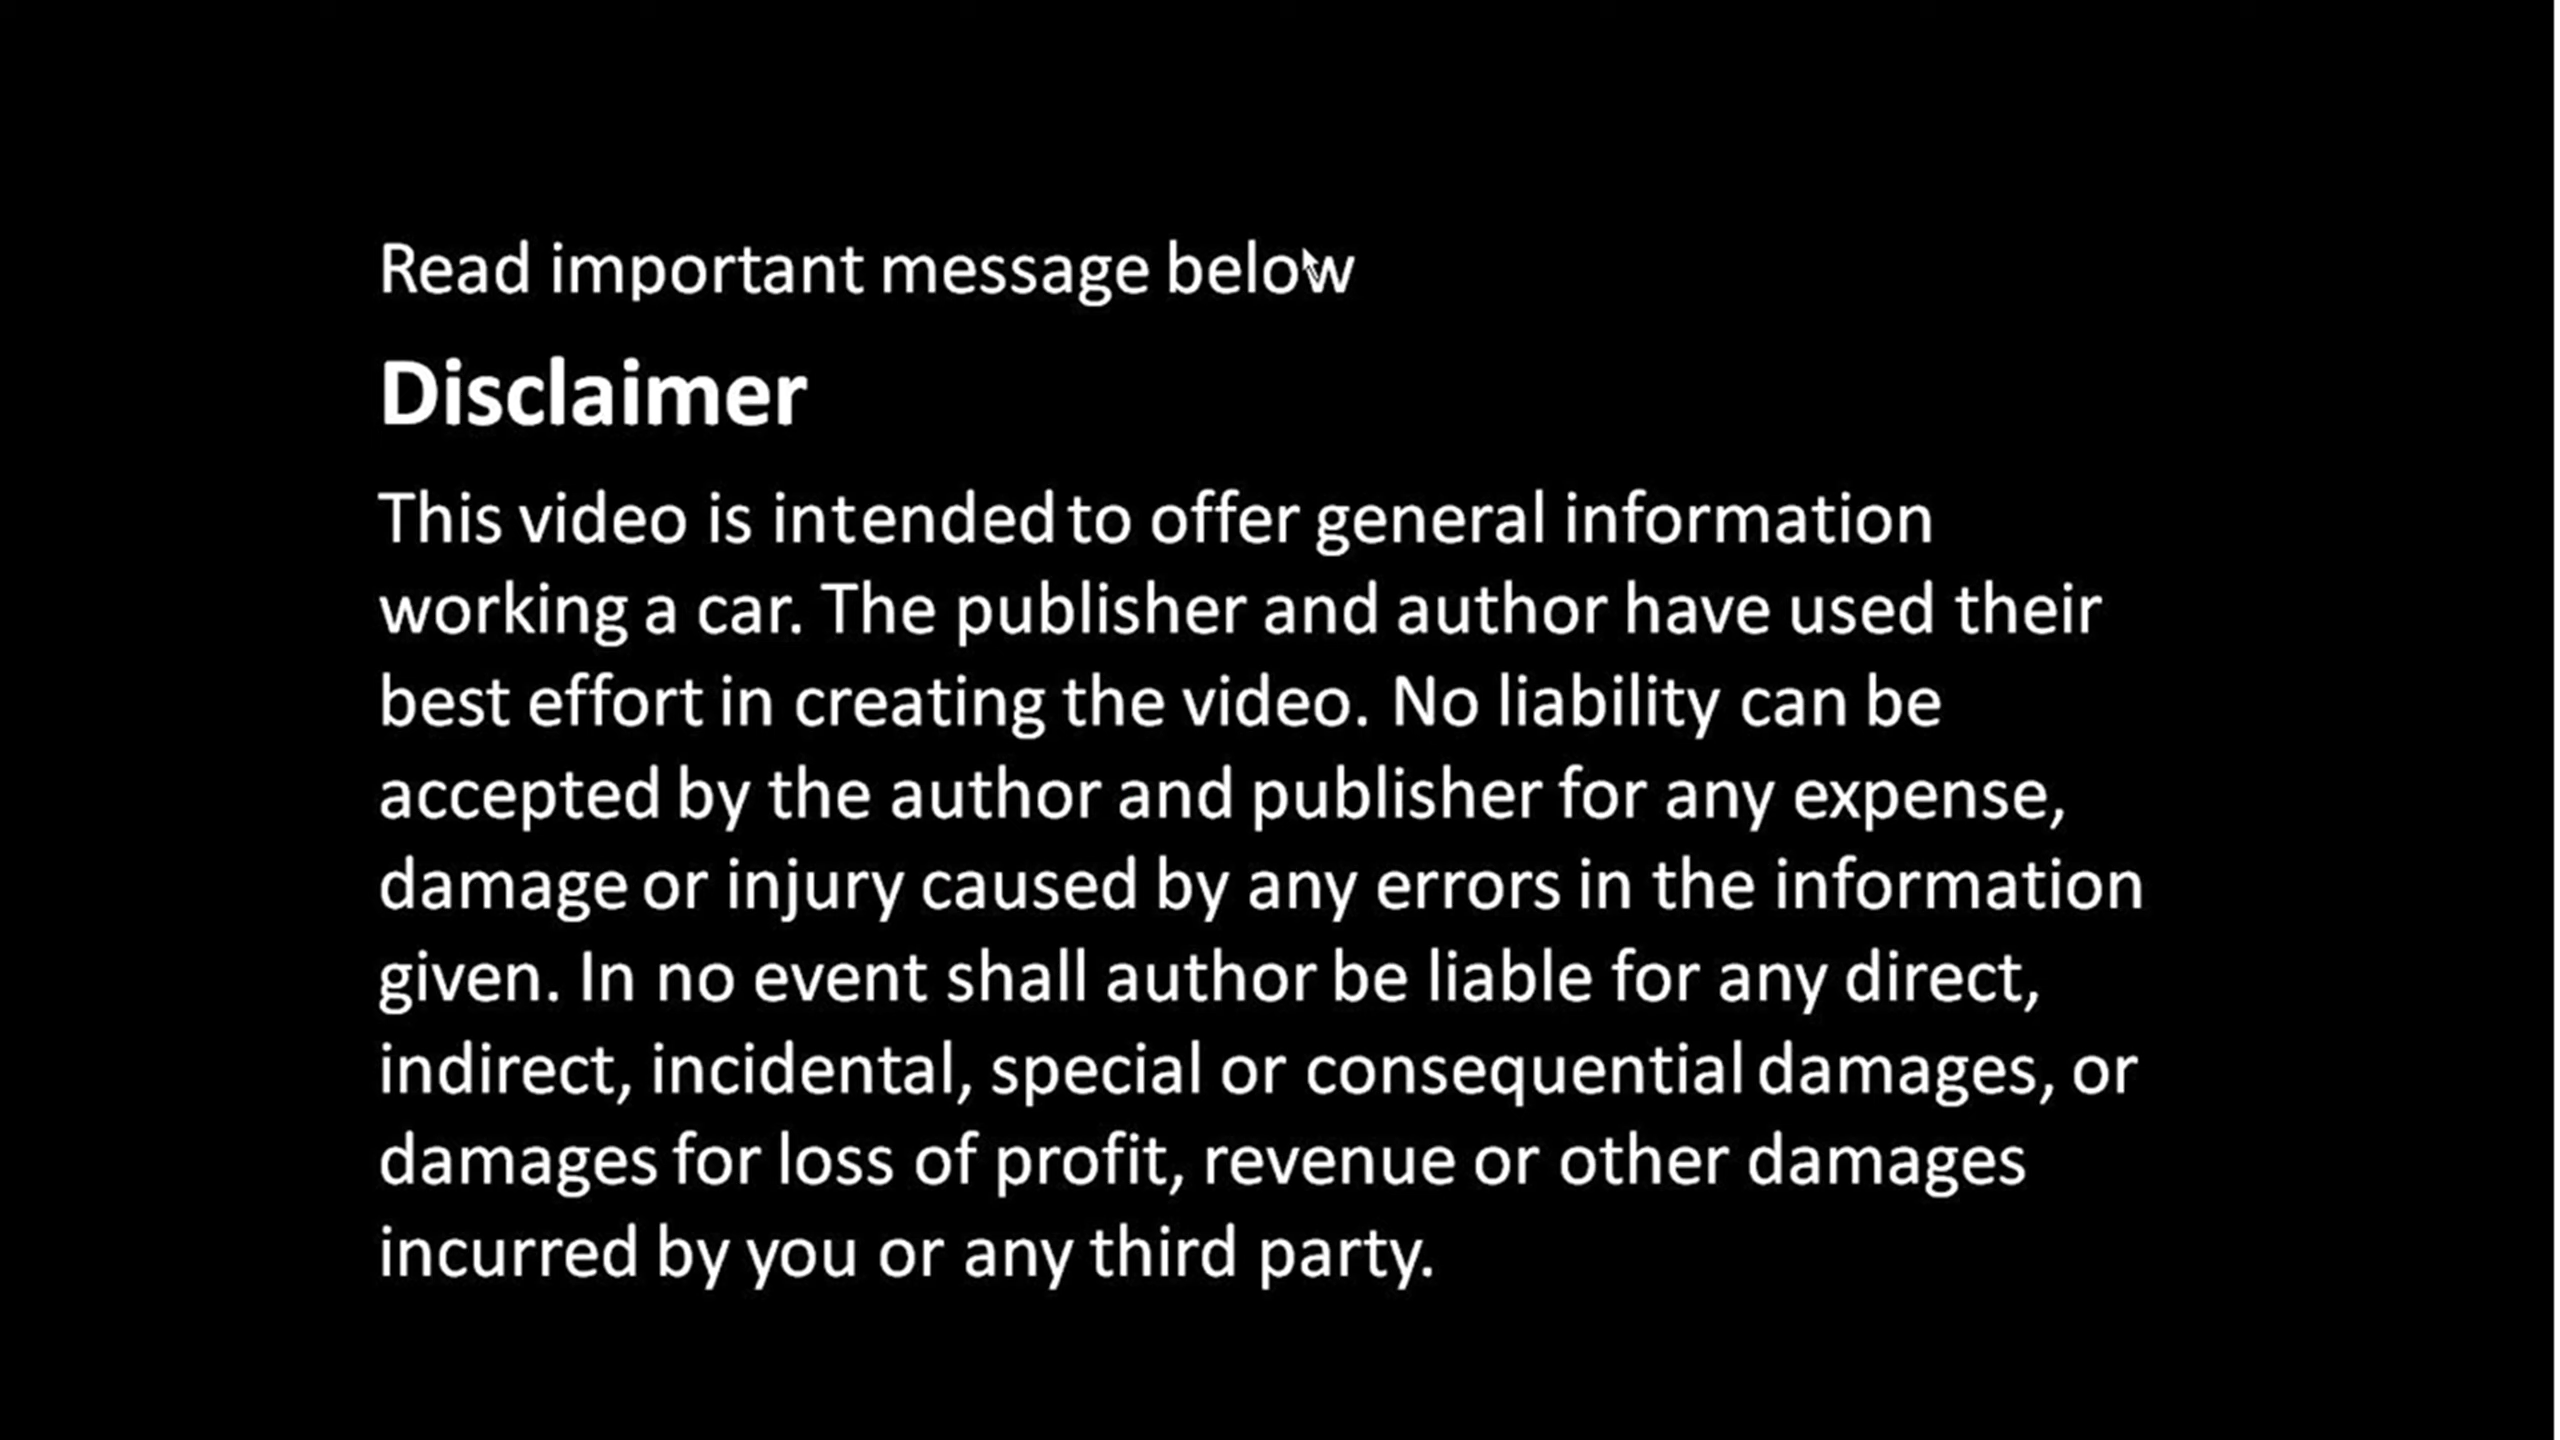 Read important message below
Disclaimer
This video is intended to offer general information
working a car. The publisher and author have used their
best effort in creating the video. No liability can be
accepted by the author and publisher for any expense,
damage or injury caused by any errors in the information
given. In no event shall author be liable for any direct,
indirect, incidental, special or consequential damages, or
damages for loss of profit, revenue or other damages
incurred by you or any third party.